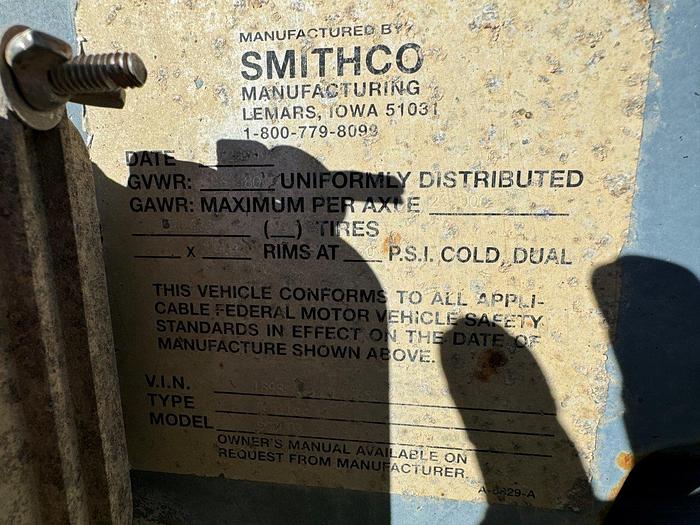 MANUFACTURED BY:
SMITHCO
MANUFACTURING
LEMARS, IOWA 51031
1-800-779-8099
DATE
GVWR: UNIFORMLY DISTRIBUTED
GAWR: MAXIMUM PER AXLE
(__) TIRES
x RIMS AT P.S.I. COLD, DUAL
THIS VEHICLE CONFORMS TO ALL APPLI-
CABLE FEDERAL MOTOR VEHICLE SAFETY
STANDARDS IN EFFECT ON THE DATE OF
MANUFACTURE SHOWN ABOVE.
V.I.N.
TYPE
MODEL
OWNER'S MANUAL AVAILABLE ON
REQUEST FROM MANUFACTURER